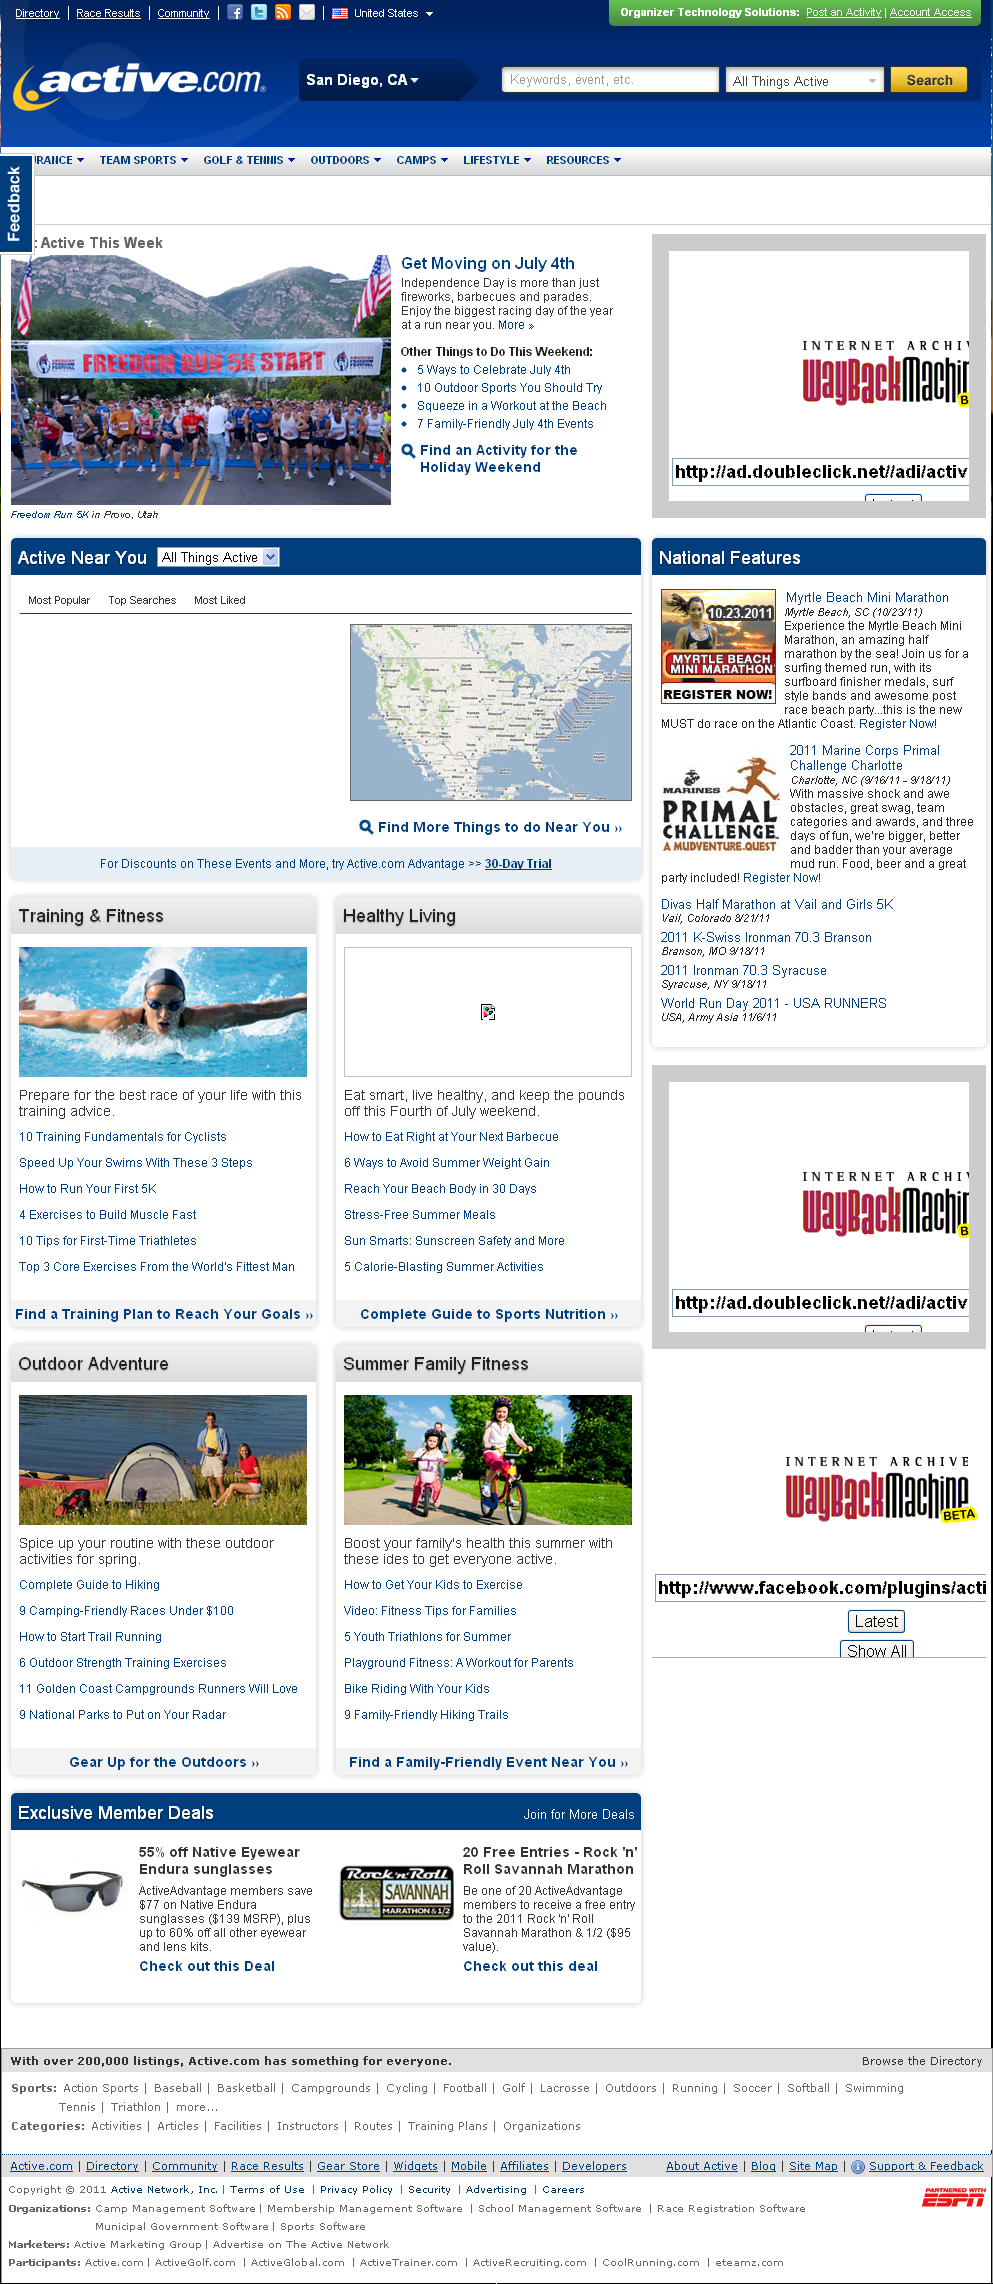 Directory | Race Results | Community | United States
Organizer Technology Solutions: Post an Activity | Account Access
active.com
San Diego, CA
Keywords, event, etc.
All Things Active
Search
RANCE TEAM SPORTS GOLF & TENNIS OUTDOORS CAMPS LIFESTYLE RESOURCES
Feedback
: Active This Week
FREEDOM RUN 5K START
Freedom Run 5K in Provo, Utah
Get Moving on July 4th
Independence Day is more than just
fireworks, barbecues and parades.
Enjoy the biggest racing day of the year
at a run near you. More »
Other Things to Do This Weekend:
• 5 Ways to Celebrate July 4th
• 10 Outdoor Sports You Should Try
• Squeeze in a Workout at the Beach
• 7 Family-Friendly July 4th Events
Find an Activity for the
Holiday Weekend
INTERNET ARCHIV
WayBackMachin
B
http://ad.doubleclick.net//adi/activ
Active Near You All Things Active
Most Popular Top Searches Most Liked
Find More Things to do Near You ››
For Discounts on These Events and More, try Active.com Advantage >> 30-Day Trial
National Features
10.23.2011
MYRTLE BEACH
MINI MARATHON
REGISTER NOW!
Myrtle Beach Mini Marathon
Myrtle Beach, SC (10/23/11)
Experience the Myrtle Beach Mini
Marathon, an amazing half
marathon by the sea! Join us for a
surfing themed run, with its
surfboard finisher medals, surf
style bands and awesome post
race beach party...this is the new
MUST do race on the Atlantic Coast. Register Now!
MARINES
PRIMAL
CHALLENGE
A MUDVENTURE·QUEST
2011 Marine Corps Primal
Challenge Charlotte
Charlotte, NC (9/16/11 - 9/18/11)
With massive shock and awe
obstacles, great swag, team
categories and awards, and three
days of fun, we're bigger, better
and badder than your average
mud run. Food, beer and a great
party included! Register Now!
Divas Half Marathon at Vail and Girls 5K
Vail, Colorado 8/21/11
2011 K-Swiss Ironman 70.3 Branson
Branson, MO 9/18/11
2011 Ironman 70.3 Syracuse
Syracuse, NY 9/18/11
World Run Day 2011 - USA RUNNERS
USA, Army Asia 11/6/11
Training & Fitness
Prepare for the best race of your life with this
training advice.
10 Training Fundamentals for Cyclists
Speed Up Your Swims With These 3 Steps
How to Run Your First 5K
4 Exercises to Build Muscle Fast
10 Tips for First-Time Triathletes
Top 3 Core Exercises From the World's Fittest Man
Find a Training Plan to Reach Your Goals ››
Healthy Living
Eat smart, live healthy, and keep the pounds
off this Fourth of July weekend.
How to Eat Right at Your Next Barbecue
6 Ways to Avoid Summer Weight Gain
Reach Your Beach Body in 30 Days
Stress-Free Summer Meals
Sun Smarts: Sunscreen Safety and More
5 Calorie-Blasting Summer Activities
Complete Guide to Sports Nutrition ››
INTERNET ARCHIV
WayBackMachin
B
http://ad.doubleclick.net//adi/activ
Outdoor Adventure
Spice up your routine with these outdoor
activities for spring.
Complete Guide to Hiking
9 Camping-Friendly Races Under $100
How to Start Trail Running
6 Outdoor Strength Training Exercises
11 Golden Coast Campgrounds Runners Will Love
9 National Parks to Put on Your Radar
Gear Up for the Outdoors ››
Summer Family Fitness
Boost your family's health this summer with
these ides to get everyone active.
How to Get Your Kids to Exercise
Video: Fitness Tips for Families
5 Youth Triathlons for Summer
Playground Fitness: A Workout for Parents
Bike Riding With Your Kids
9 Family-Friendly Hiking Trails
Find a Family-Friendly Event Near You ››
INTERNET ARCHIVE
WayBackMachine
BETA
http://www.facebook.com/plugins/acti
Latest
Show All
Exclusive Member Deals Join for More Deals
55% off Native Eyewear
Endura sunglasses
ActiveAdvantage members save
$77 on Native Endura
sunglasses ($139 MSRP), plus
up to 60% off all other eyewear
and lens kits.
Check out this Deal
Rock'n'Roll
SAVANNAH
MARATHON & 1/2
20 Free Entries - Rock 'n'
Roll Savannah Marathon
Be one of 20 ActiveAdvantage
members to receive a free entry
to the 2011 Rock 'n' Roll
Savannah Marathon & 1/2 ($95
value).
Check out this deal
With over 200,000 listings, Active.com has something for everyone. Browse the Directory
Sports: Action Sports | Baseball | Basketball | Campgrounds | Cycling | Football | Golf | Lacrosse | Outdoors | Running | Soccer | Softball | Swimming
Tennis | Triathlon | more...
Categories: Activities | Articles | Facilities | Instructors | Routes | Training Plans | Organizations
Active.com | Directory | Community | Race Results | Gear Store | Widgets | Mobile | Affiliates | Developers About Active | Blog | Site Map | Support & Feedback
Copyright © 2011 Active Network, Inc. | Terms of Use | Privacy Policy | Security | Advertising | Careers
PARTNERED WITH
ESPN
Organizations: Camp Management Software | Membership Management Software | School Management Software | Race Registration Software
Municipal Government Software | Sports Software
Marketers: Active Marketing Group | Advertise on The Active Network
Participants: Active.com | ActiveGolf.com | ActiveGlobal.com | ActiveTrainer.com | ActiveRecruiting.com | CoolRunning.com | eteamz.com